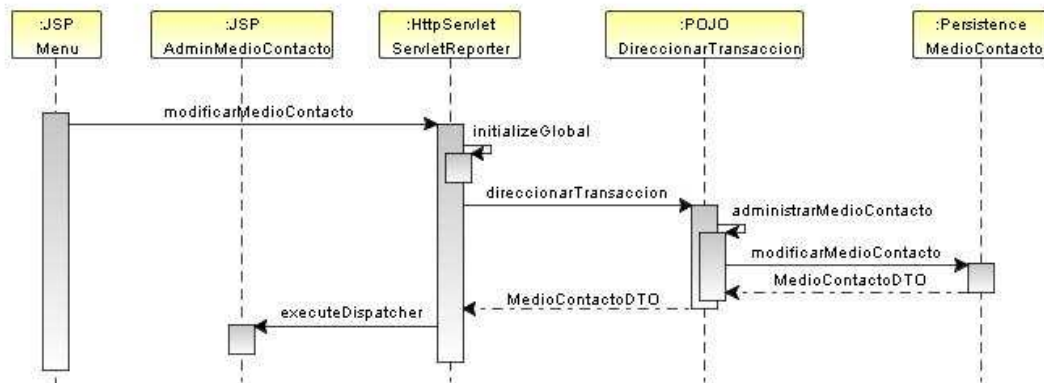 :JSP
Menu
:JSP
AdminMedioContacto
:HttpServlet
ServletReporter
:POJO
DireccionarTransaccion
:Persistence
MedioContacto
modificarMedioContacto
initializeGlobal
direccionarTransaccion
administrarMedioContacto
modificarMedioContacto
MedioContactoDTO
MedioContactoDTO
executeDispatcher